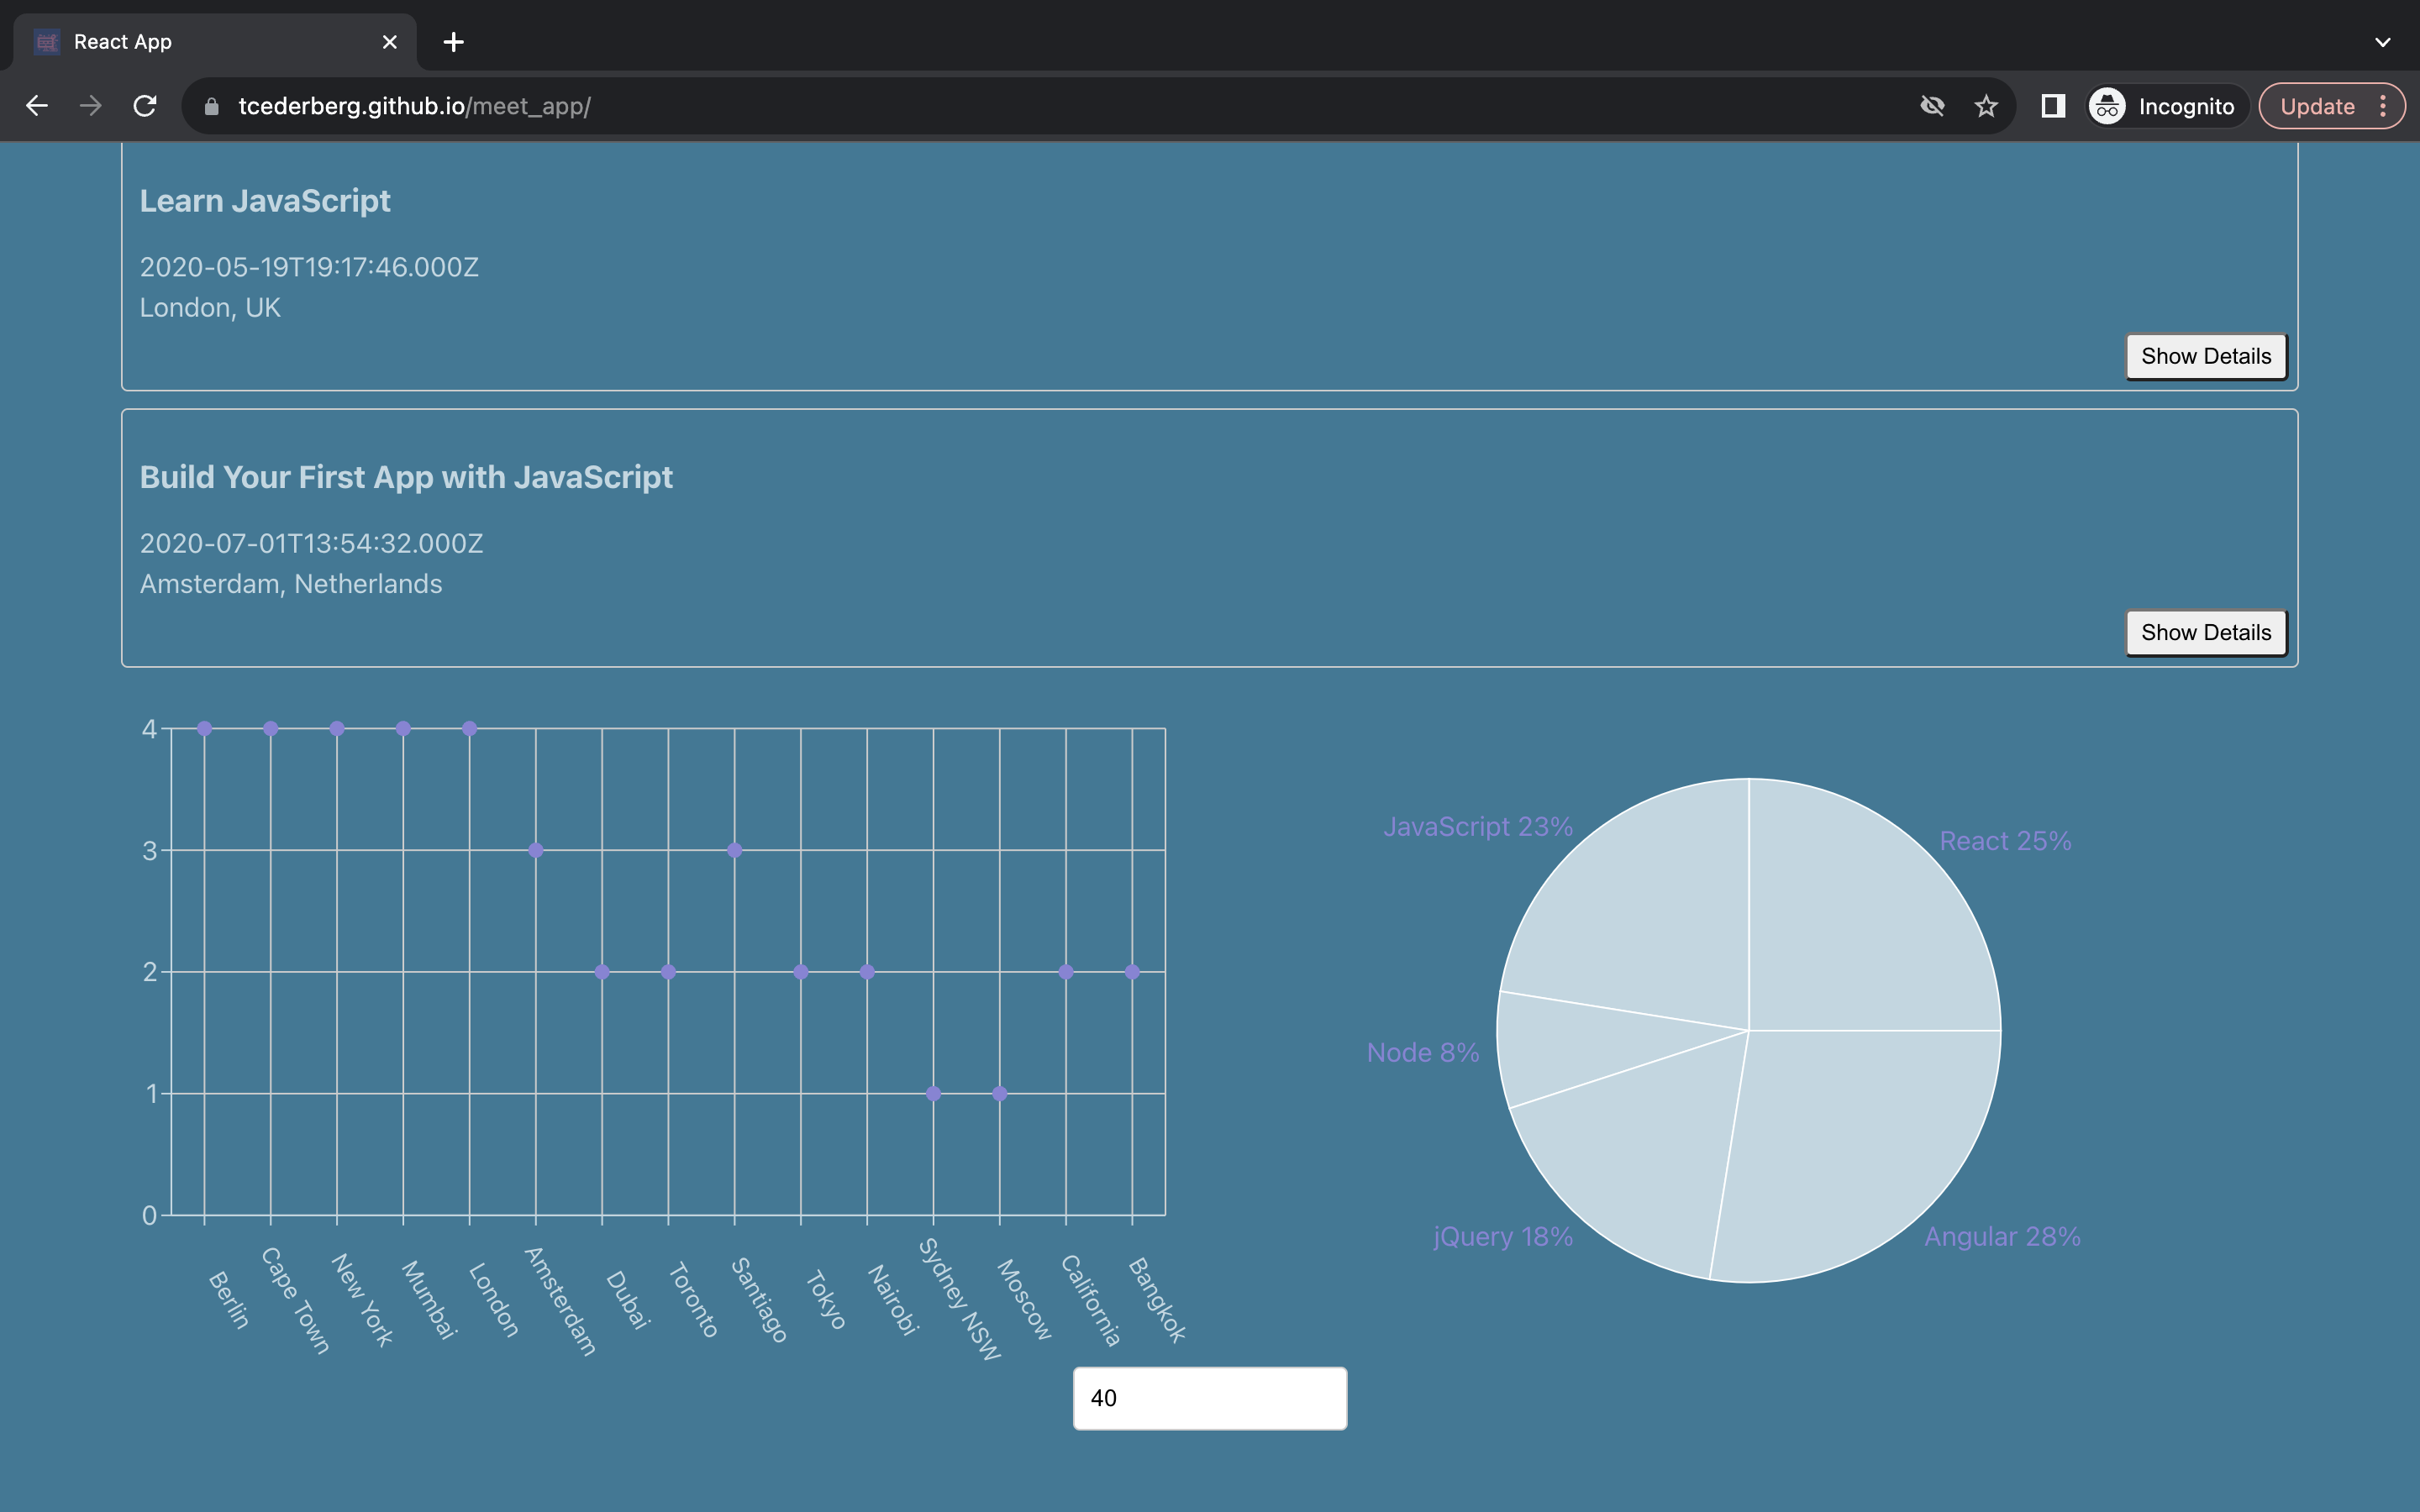 React App
tcederberg.github.io/meet_app/
Incognito
Update
Learn JavaScript
2020-05-19T19:17:46.000Z
London, UK
Show Details
Build Your First App with JavaScript
2020-07-01T13:54:32.000Z
Amsterdam, Netherlands
Show Details
4
3
2
1
0
Berlin
Cape Town
New York
Mumbai
London
Amsterdam
Dubai
Toronto
Santiago
Tokyo
Nairobi
Sydney NSW
Moscow
California
Bangkok
JavaScript 23%
React 25%
Node 8%
jQuery 18%
Angular 28%
40